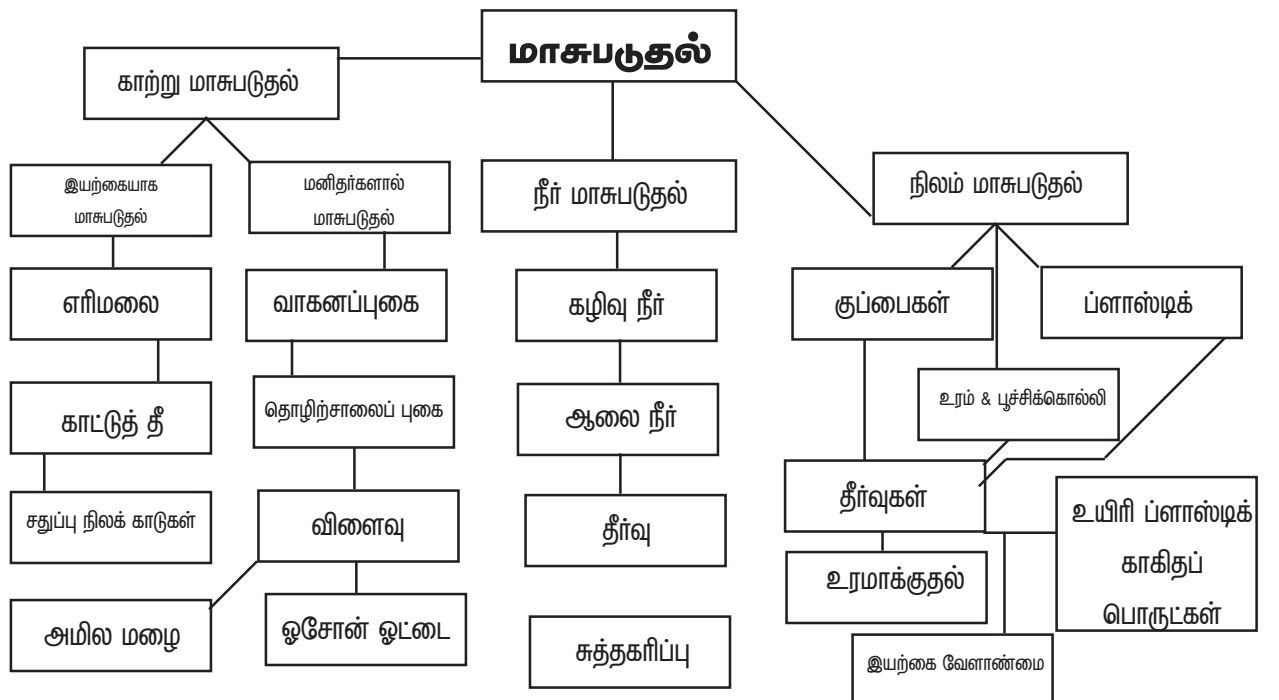 மாசுபடுதல்
காற்று மாசுபடுதல்
இயற்கையாக
மாசுபடுதல்
மனிதர்களால்
மாசுபடுதல்
நீர் மாசுபடுதல்
நிலம் மாசுபடுதல்
எரிமலை
வாகனப்புகை
கழிவு நீர்
குப்பைகள்
ப்ளாஸ்டிக்
காட்டுத் தீ
தொழிற்சாலைப் புகை
ஆலை நீர்
உரம் & பூச்சிக்கொல்லி
சதுப்பு நிலக் காடுகள்
விளைவு
தீர்வு
தீர்வுகள்
உயிரி ப்ளாஸ்டிக்
காகிதப்
பொருட்கள்
அமில மழை
ஓசோன் ஓட்டை
சுத்தகரிப்பு
உரமாக்குதல்
இயற்கை வேளாண்மை